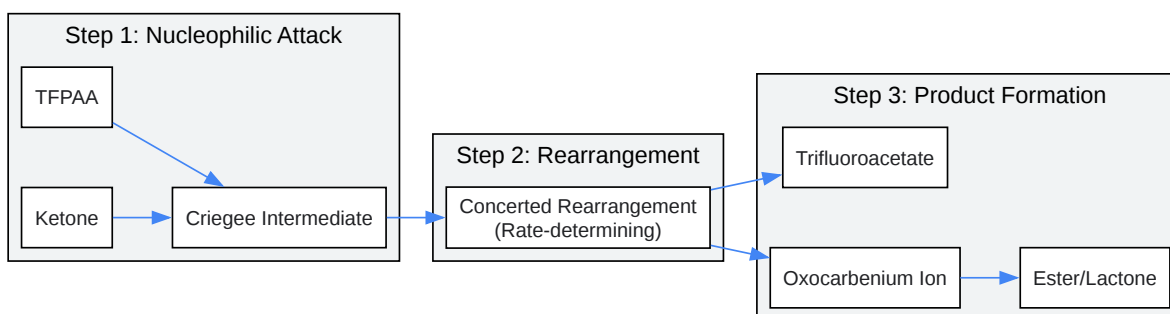 Step 1: Nucleophilic Attack
TFPAA
Ketone
Criegee Intermediate
Step 2: Rearrangement
Concerted Rearrangement
(Rate-determining)
Step 3: Product Formation
Trifluoroacetate
Oxocarbenium Ion
Ester/Lactone